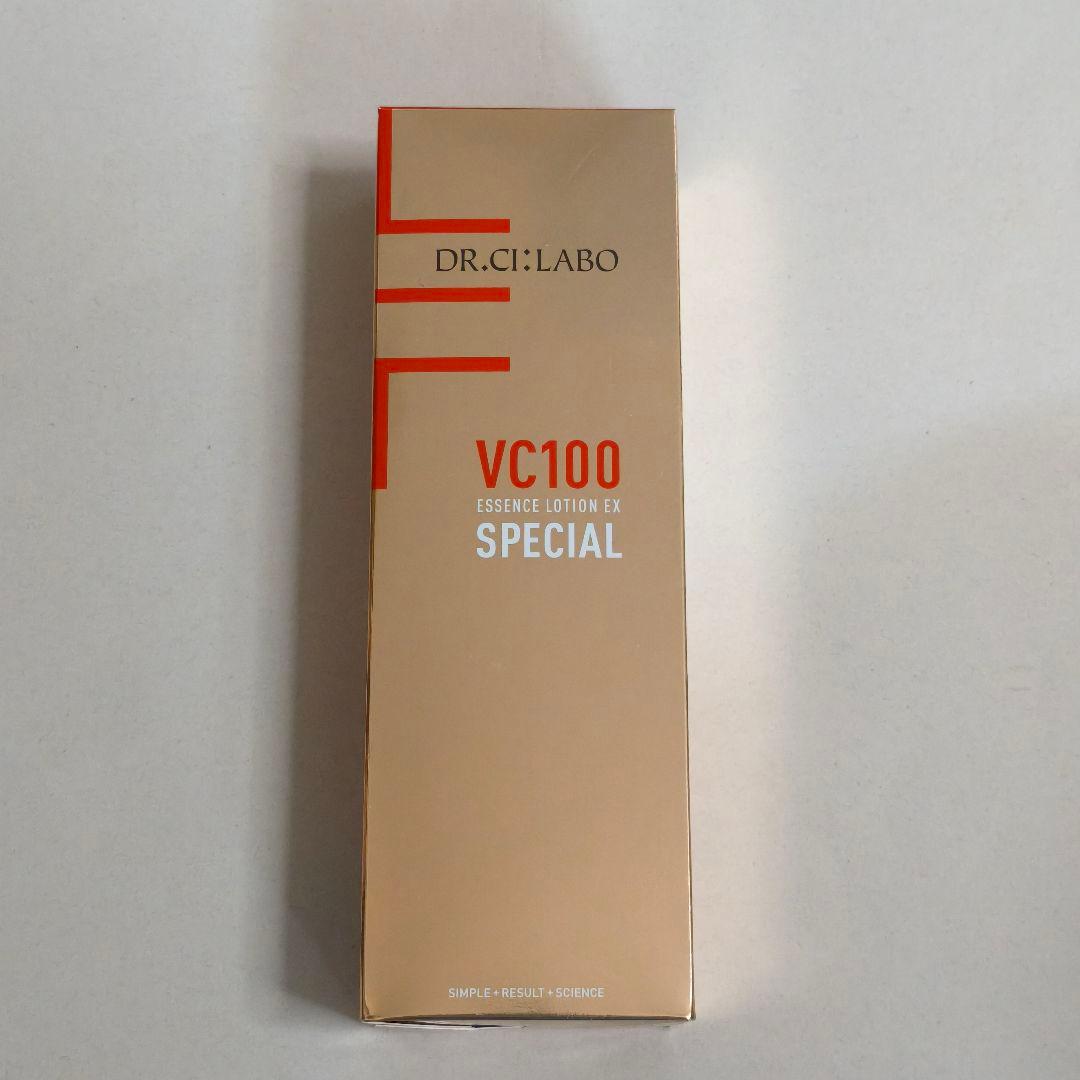 DR.CI:LABO
VC100
ESSENCE LOTION EX
SPECIAL
SIMPLE+RESULT+SCIENCE